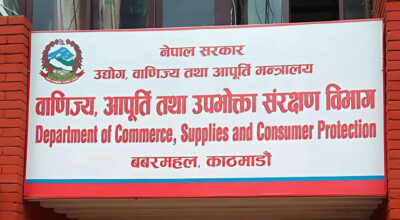 नेपाल सरकार
उद्योग, वाणिज्य तथा आपूर्ति मन्त्रालय
वाणिज्य, आपूर्ति तथा उपभोक्ता संरक्षण विभाग
Department of Commerce, Supplies and Consumer Protection
बबरमहल, काठमाडौं